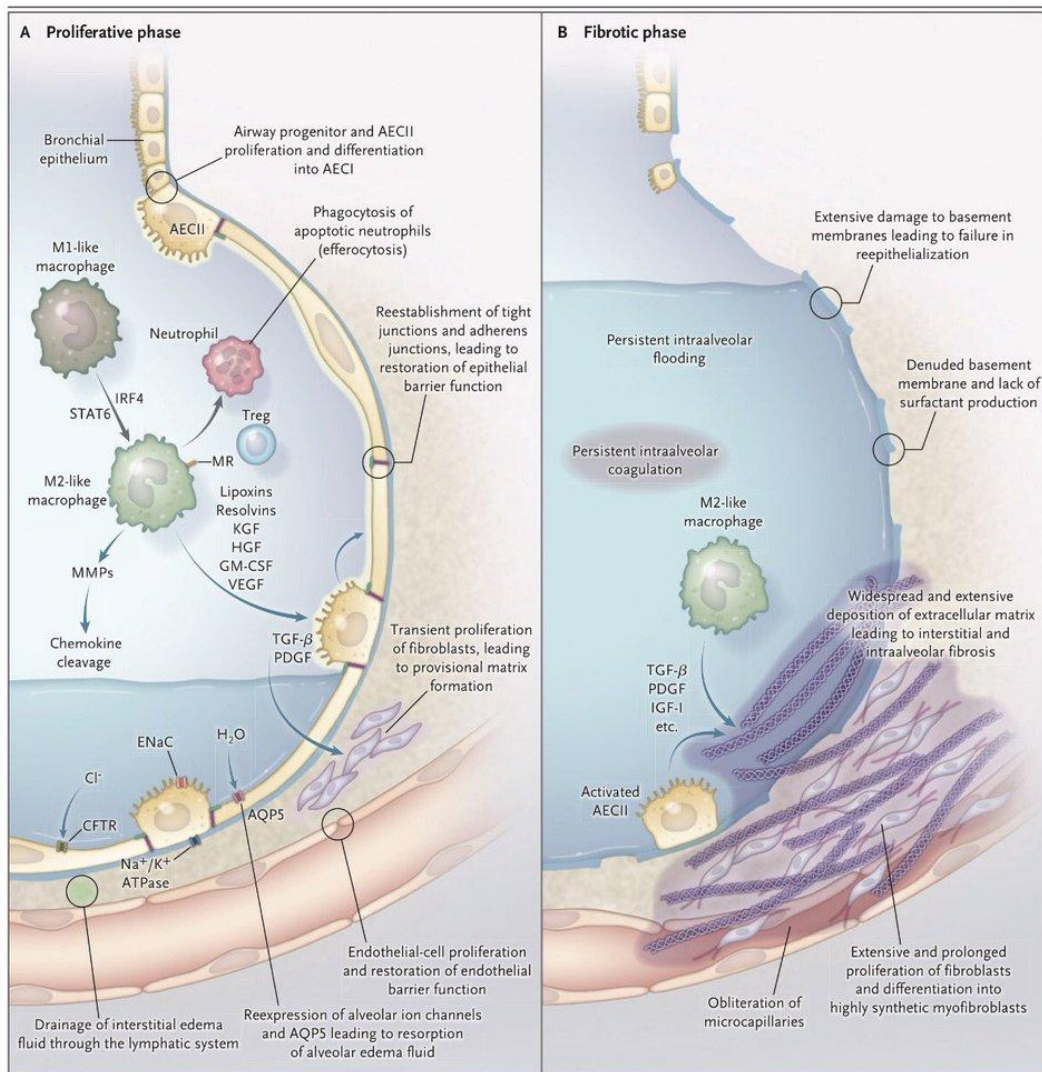 A Proliferative phase
Bronchial
epithelium
Airway progenitor and AECII
proliferation and differentiation
into AECI
AECII
Phagocytosis of
apoptotic neutrophils
(efferocytosis)
M1-like
macrophage
Neutrophil
Reestablishment of tight
junctions and adherens
junctions, leading to
restoration of epithelial
barrier function
IRF4
STAT6
Treg
MR
M2-like
macrophage
Lipoxins
Resolvins
KGF
HGF
GM-CSF
VEGF
MMPs
Chemokine
cleavage
TGF-β
PDGF
Transient proliferation
of fibroblasts, leading
to provisional matrix
formation
ENaC
H₂O
Cl⁻
CFTR
AQP5
Na⁺/K⁺
ATPase
Endothelial-cell proliferation
and restoration of endothelial
barrier function
Drainage of interstitial edema
fluid through the lymphatic system
Reexpression of alveolar ion channels
and AQP5 leading to resorption
of alveolar edema fluid
B Fibrotic phase
Extensive damage to basement
membranes leading to failure in
reepithelialization
Persistent intraalveolar
flooding
Denuded basement
membrane and lack of
surfactant production
Persistent intraalveolar
coagulation
M2-like
macrophage
Widespread and extensive
deposition of extracellular matrix
leading to interstitial and
intraalveolar fibrosis
TGF-β
PDGF
IGF-I
etc.
Activated
AECII
Obliteration of
microcapillaries
Extensive and prolonged
proliferation of fibroblasts
and differentiation into
highly synthetic myofibroblasts